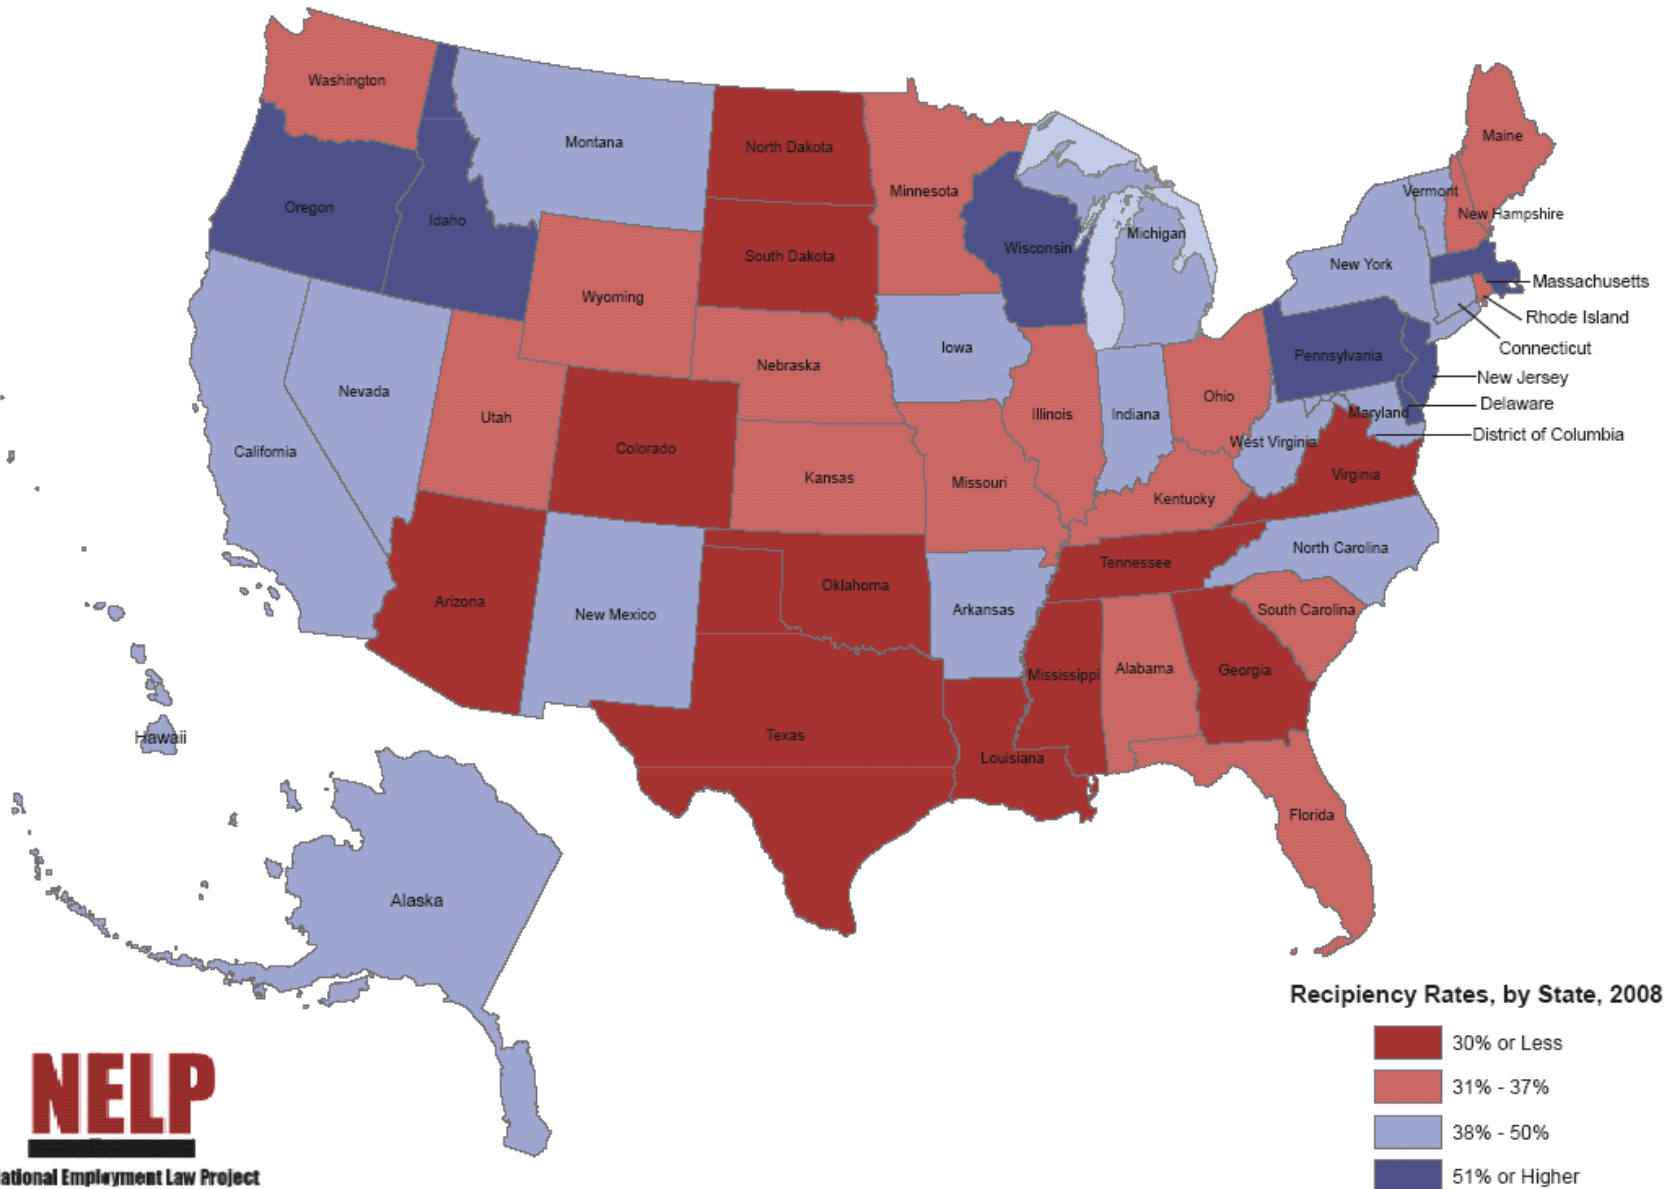 Washington
Montana
North Dakota
Minnesota
Maine
Oregon
Idaho
Vermont
New Hampshire
South Dakota
Wisconsin
Michigan
New York
Massachusetts
Wyoming
Rhode Island
Iowa
Connecticut
Pennsylvania
Nebraska
New Jersey
Nevada
Ohio
Delaware
Utah
Illinois
Indiana
Maryland
District of Columbia
California
Colorado
West Virginia
Kansas
Missouri
Virginia
Kentucky
North Carolina
Tennessee
Oklahoma
Arizona
New Mexico
Arkansas
South Carolina
Mississippi
Alabama
Georgia
Hawaii
Texas
Louisiana
Florida
Alaska
Recipiency Rates, by State, 2008
30% or Less
31% - 37%
38% - 50%
51% or Higher
NELP
National Employment Law Project